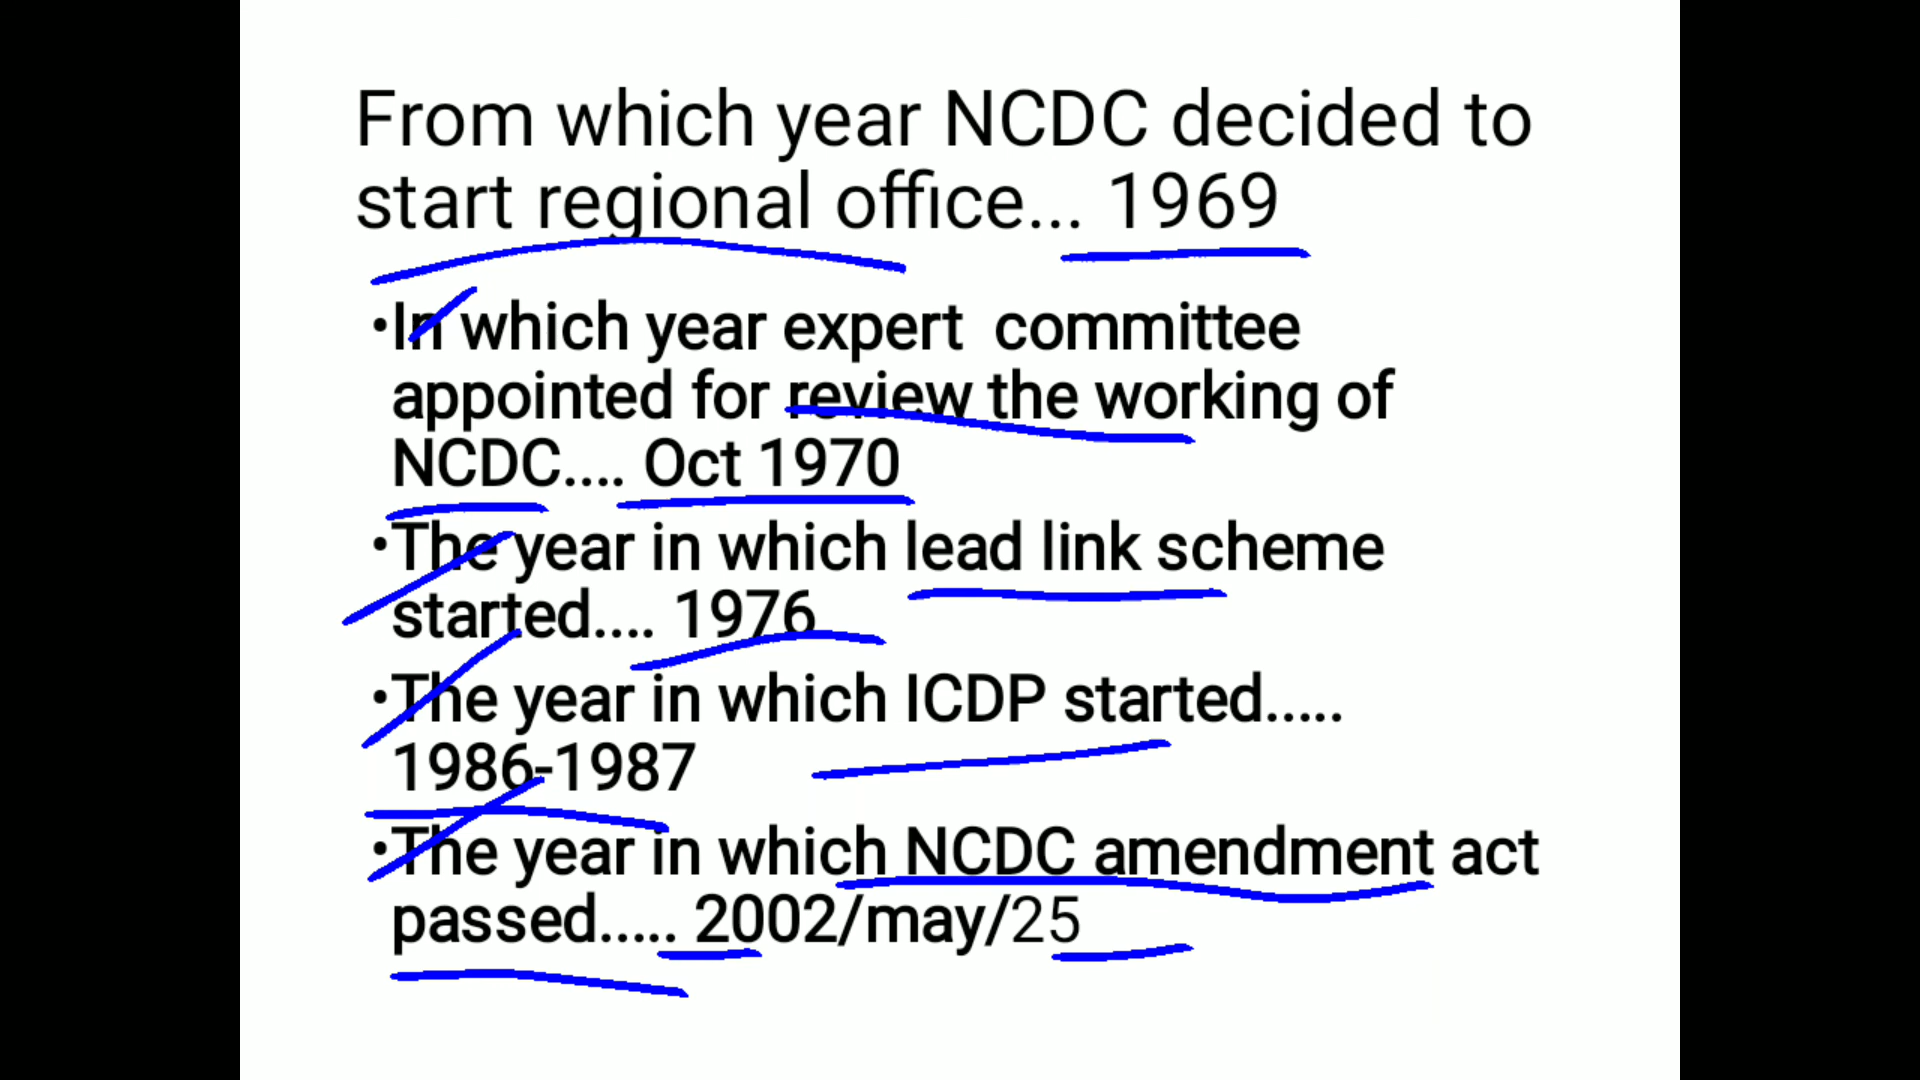 From which year NCDC decided to
start regional office... 1969
•In which year expert  committee
appointed for review the working of
NCDC.... Oct 1970
•The year in which lead link scheme
started.... 1976
•The year in which ICDP started.....
1986-1987
•The year in which NCDC amendment act
passed..... 2002/may/25